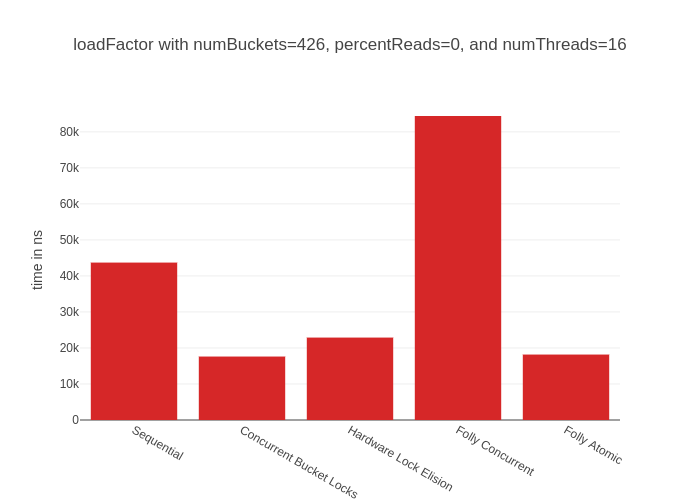 loadFactor with numBuckets=426, percentReads=0, and numThreads=16
80k
70k
60k
50k
40k
30k
20k
10k
0
time in ns
Sequential
Concurrent Bucket Locks
Hardware Lock Elision
Folly Concurrent
Folly Atomic